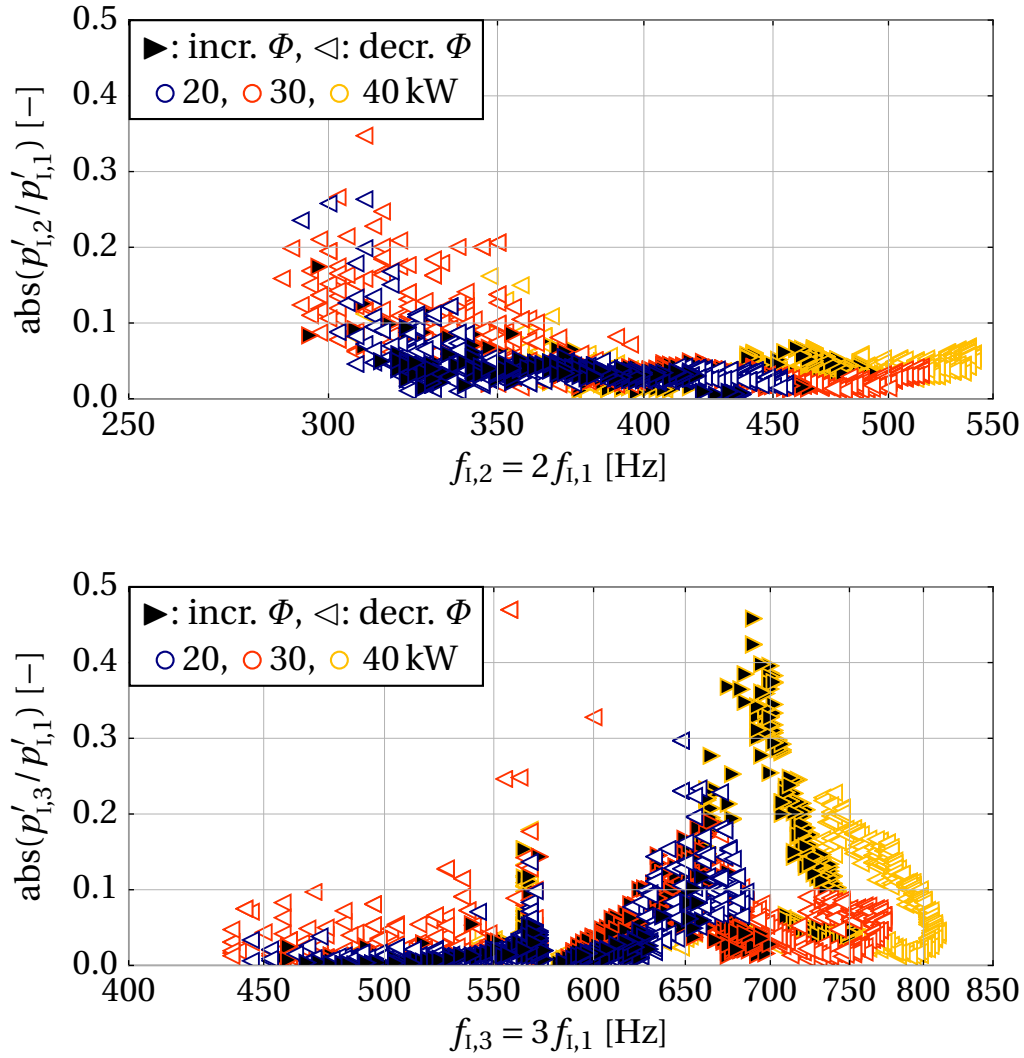 0.5
▶: incr. Φ, ◁: decr. Φ
0.4
○ 20, ○ 30, ○ 40 kW
0.3
0.2
0.1
0.0
abs(p′I,2/p′I,1) [−]
250 300 350 400 450 500 550
fI,2 = 2 fI,1 [Hz]
0.5
▶: incr. Φ, ◁: decr. Φ
0.4
○ 20, ○ 30, ○ 40 kW
0.3
0.2
0.1
0.0
abs(p′I,3/p′I,1) [−]
400 450 500 550 600 650 700 750 800 850
fI,3 = 3 fI,1 [Hz]